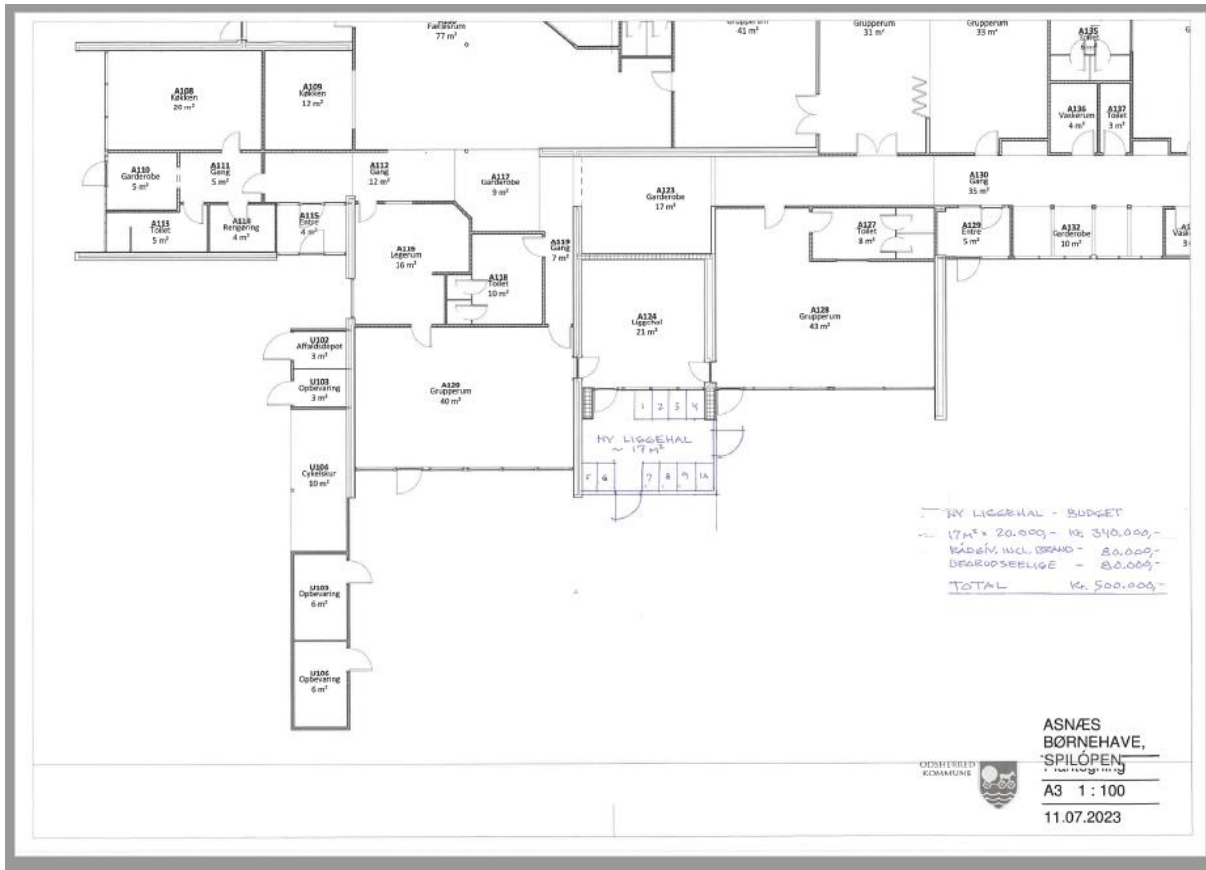 77 m²
Grupperum
41 m²
Grupperum
31 m²
Grupperum
33 m²
A135
Toilet
A108
Køkken
20 m²
A109
Køkken
12 m²
A136
Vaskerum
4 m²
A137
Toilet
3 m²
A110
Garderobe
5 m²
A111
Gang
5 m²
A112
Gang
12 m²
A117
Garderobe
9 m²
A123
Garderobe
17 m²
A130
Gang
35 m²
A113
Toilet
5 m²
A114
Rengøring
4 m²
A115
Entre
4 m²
A116
Legerum
16 m²
A118
Toilet
10 m²
A119
Gang
7 m²
A127
Toilet
8 m²
A129
Entre
5 m²
A132
Garderobe
10 m²
A124
Liggehal
21 m²
A128
Grupperum
43 m²
U102
Affaldsdepot
3 m²
U103
Opbevaring
3 m²
A120
Grupperum
40 m²
U104
Cykelskur
10 m²
1 2 3 4
NY LIGGEHAL
~ 17 M²
5 6 7 8 9 10
NY LIGGEHAL - BUDGET
17 M² × 20.000,- Kr. 340.000,-
RÅDGIV. INCL. BRAND - 80.000,-
- 80.000,-
TOTAL Kr. 500.000,-
U105
Opbevaring
6 m²
U106
Opbevaring
6 m²
ODSHERRED
KOMMUNE
ASNÆS
BØRNEHAVE,
SPILÓPEN
Plantegning
A3 1 : 100
11.07.2023